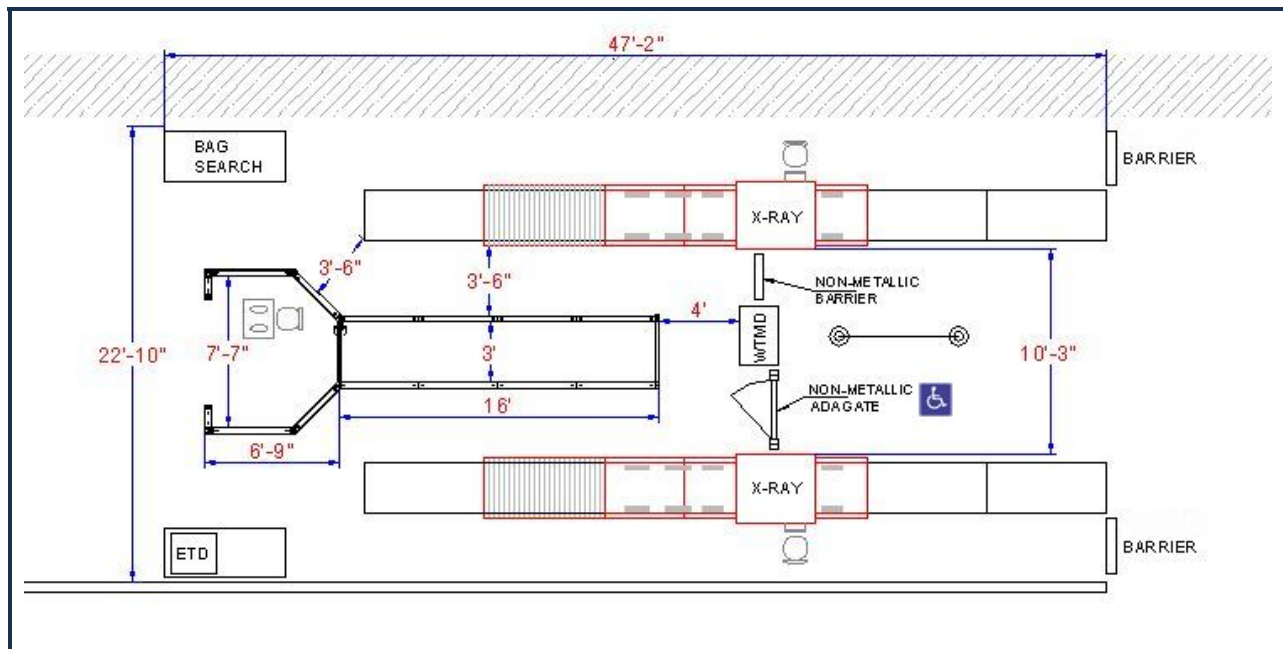 47'-2"
BAG
SEARCH
BARRIER
X-RAY
3'-6"
3'-6"
NON-METALLIC
BARRIER
4'
WTMD
22'-10"
7'-7"
3'
10'-3"
NON-METALLIC
ADAGATE
16'
6'-9"
X-RAY
ETD
BARRIER